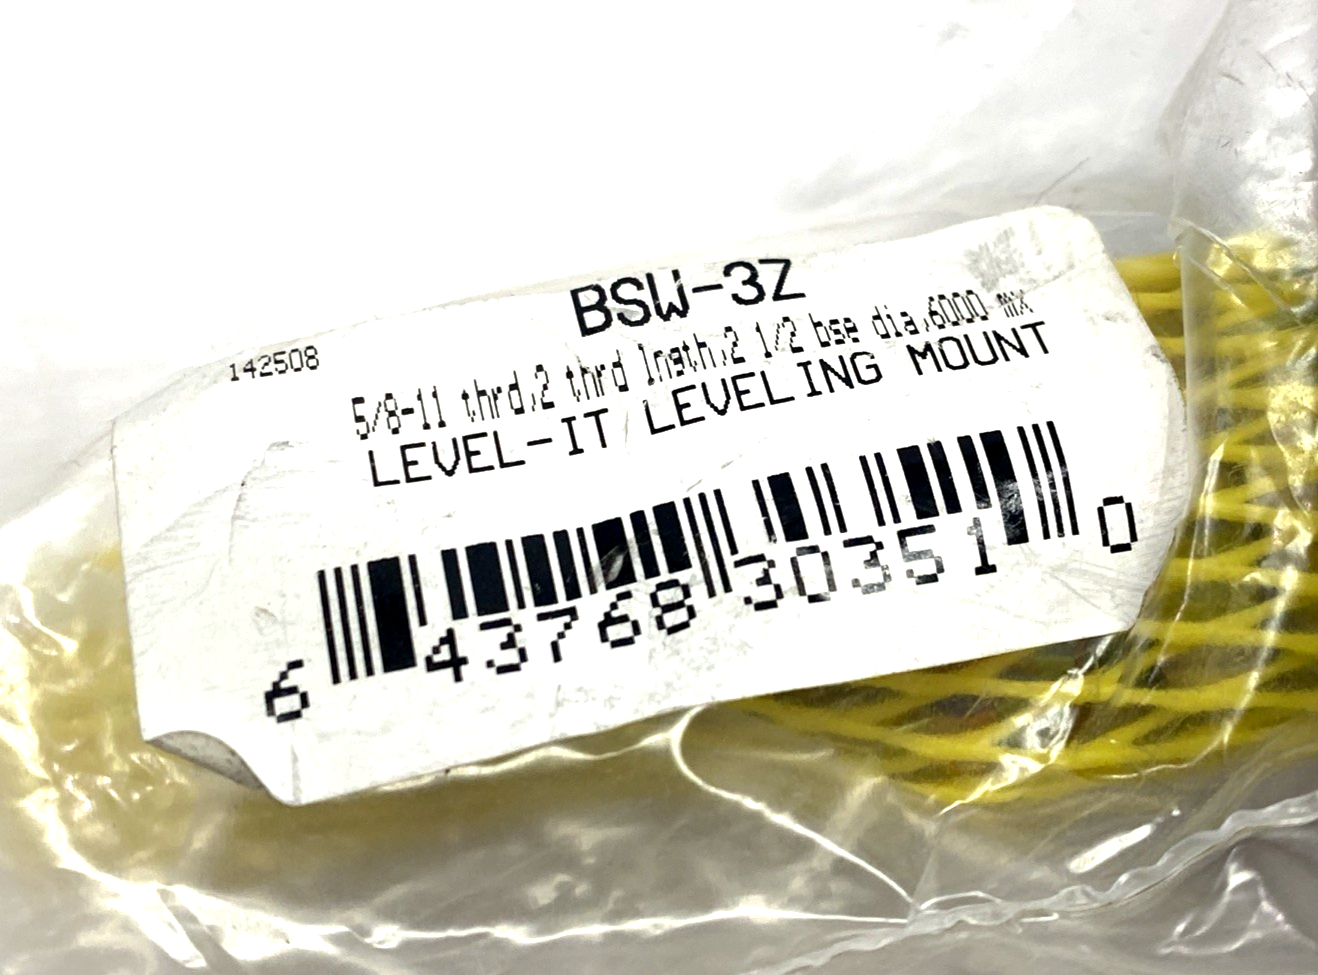 BSW-3Z
142508
5/8-11 thrd,2 thrd lngth,2 1/2 bse dia,6000 mx
LEVEL-IT LEVELING MOUNT
6 43768 30351 0